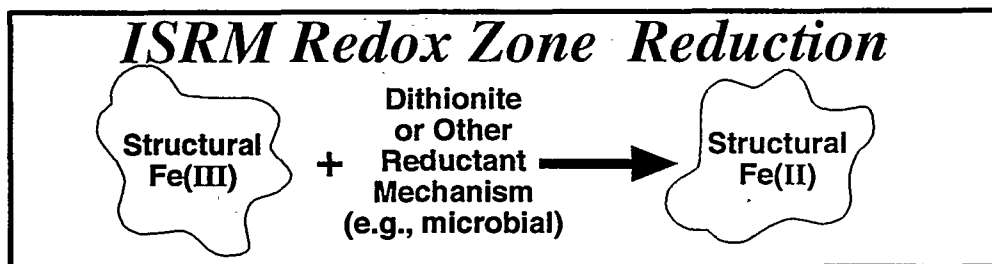 ISRM Redox Zone Reduction
Structural
Fe(III)
+
Dithionite
or Other
Reductant
Mechanism
(e.g., microbial)
Structural
Fe(II)